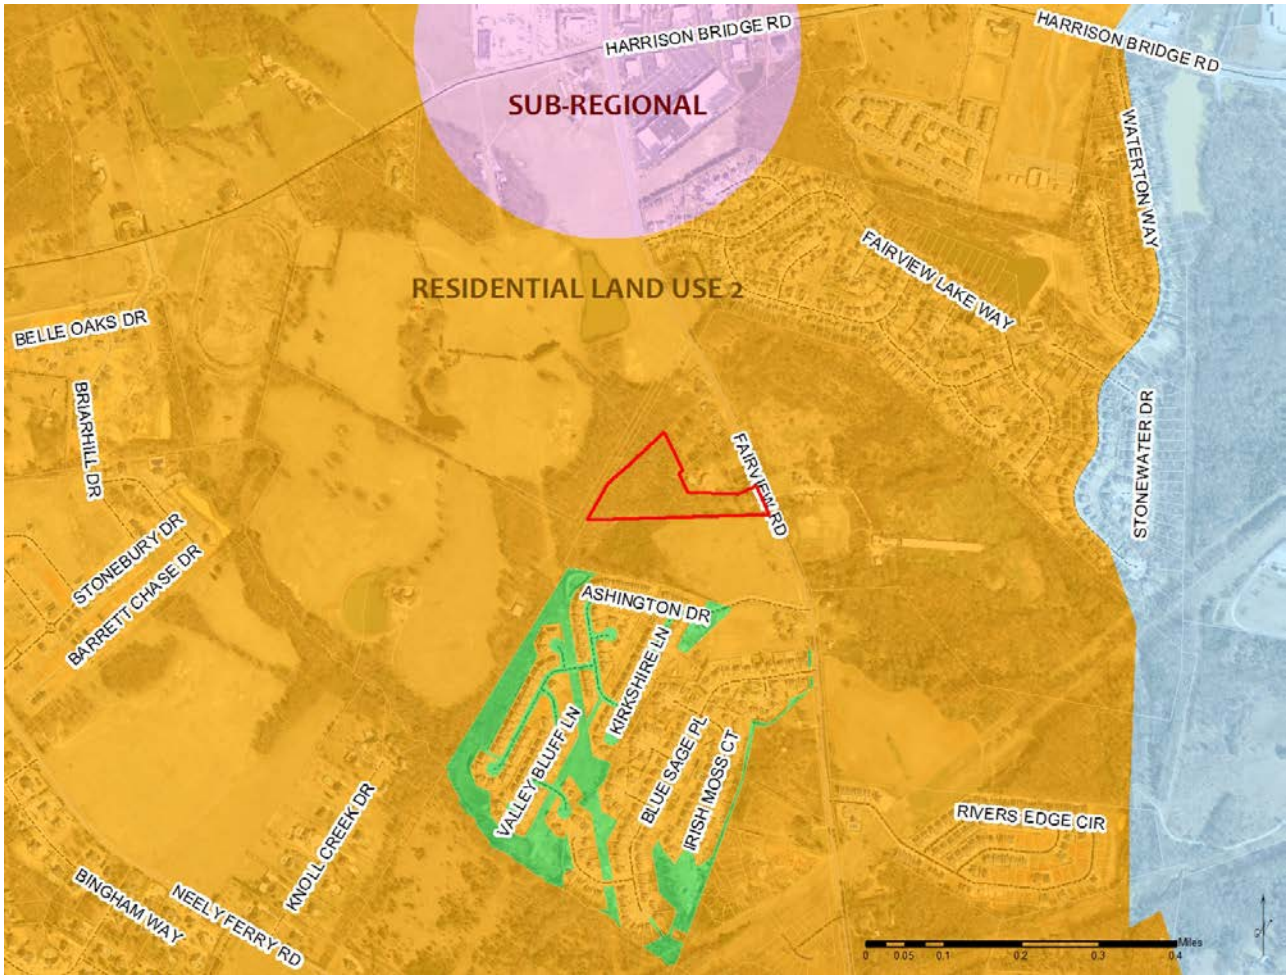 HARRISON BRIDGE RD
HARRISON BRIDGE RD
SUB-REGIONAL
WATERTON WAY
FAIRVIEW LAKE WAY
RESIDENTIAL LAND USE 2
BELLE OAKS DR
BRIARHILL DR
STONEWATER DR
FAIRVIEW RD
STONEBURY DR
BARRETT CHASE DR
ASHINGTON DR
KIRKSHIRE LN
VALLEY BLUFF LN
BLUE SAGE PL
IRISH MOSS CT
RIVERS EDGE CIR
KNOLL CREEK DR
BINGHAM WAY
NEELY FERRY RD
Miles
0 0.05 0.1 0.2 0.3 0.4